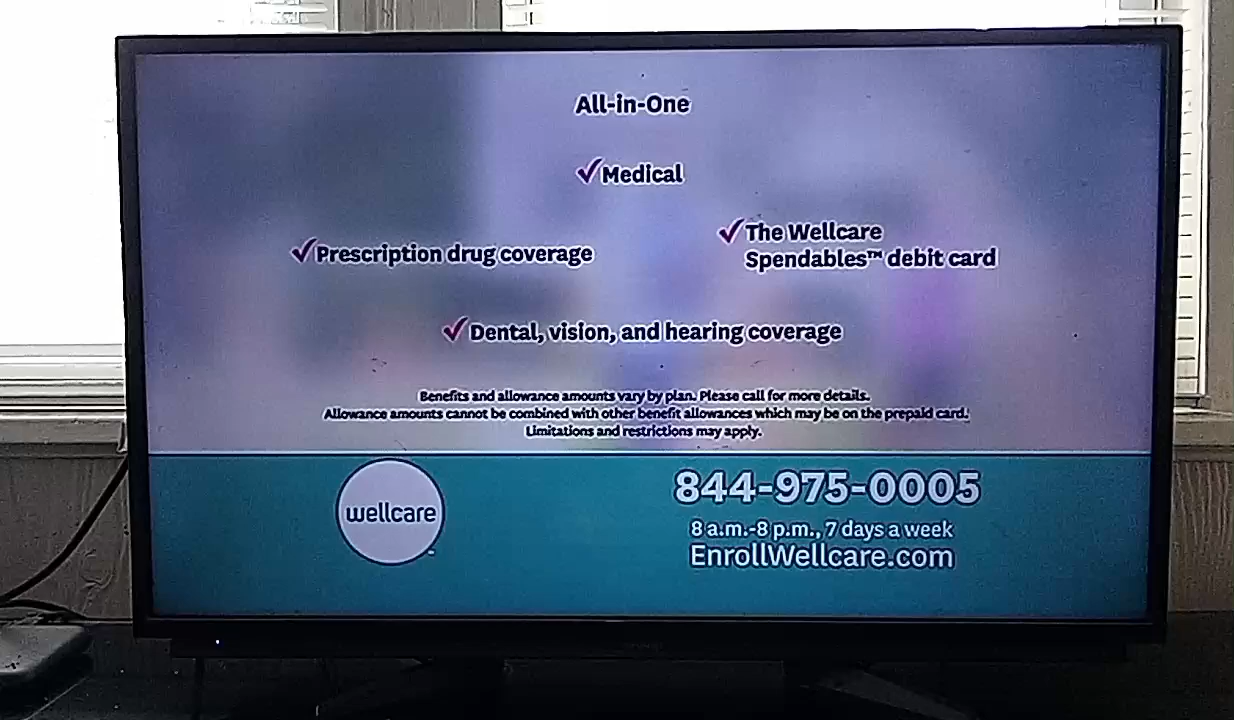 All-in-One
✓Medical
✓Prescription drug coverage
✓The Wellcare
Spendables™ debit card
✓Dental, vision, and hearing coverage
Benefits and allowance amounts vary by plan. Please call for more details.
Allowance amounts cannot be combined with other benefit allowances which may be on the prepaid card.
Limitations and restrictions may apply.
wellcare
844-975-0005
8 a.m.-8 p.m., 7 days a week
EnrollWellcare.com